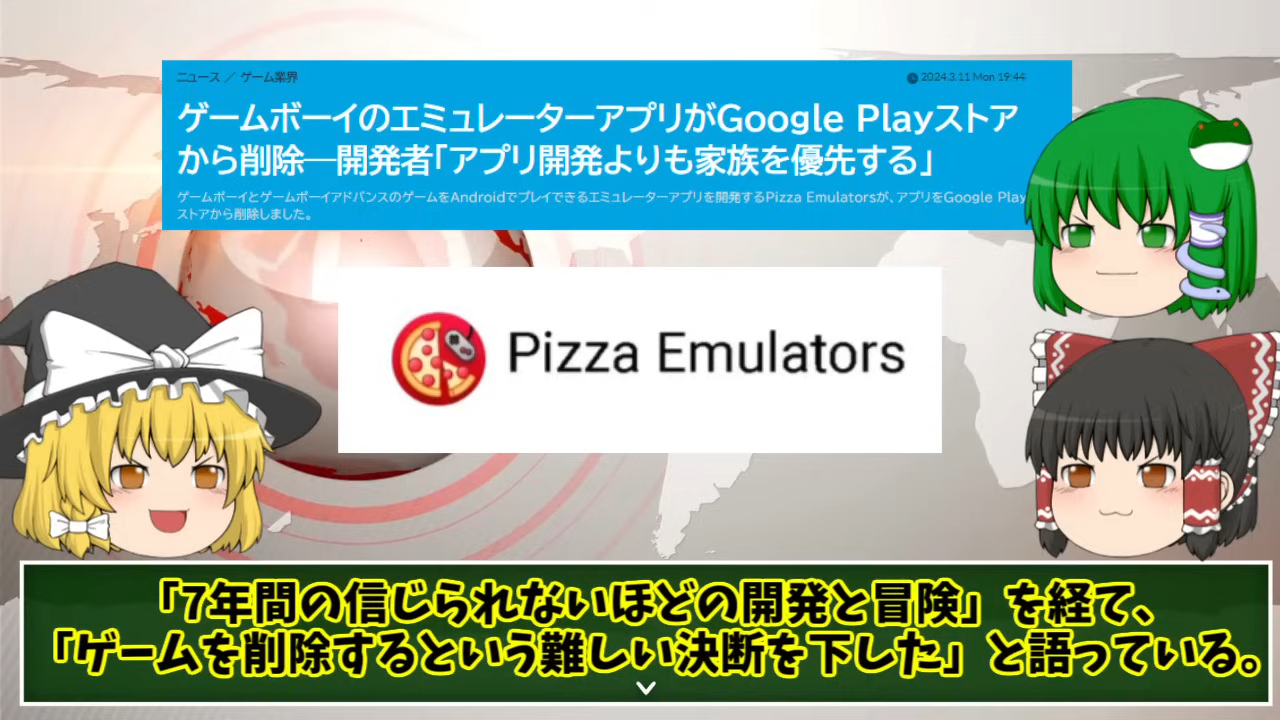 ニュース ／ ゲーム業界
2024.3.11 Mon 19:44
ゲームボーイのエミュレーターアプリがGoogle Playストア
から削除―開発者「アプリ開発よりも家族を優先する」
ゲームボーイとゲームボーイアドバンスのゲームをAndroidでプレイできるエミュレーターアプリを開発するPizza Emulatorsが、アプリをGoogle Play
ストアから削除しました。
Pizza Emulators
「7年間の信じられないほどの開発と冒険」を経て、
「ゲームを削除するという難しい決断を下した」と語っている。